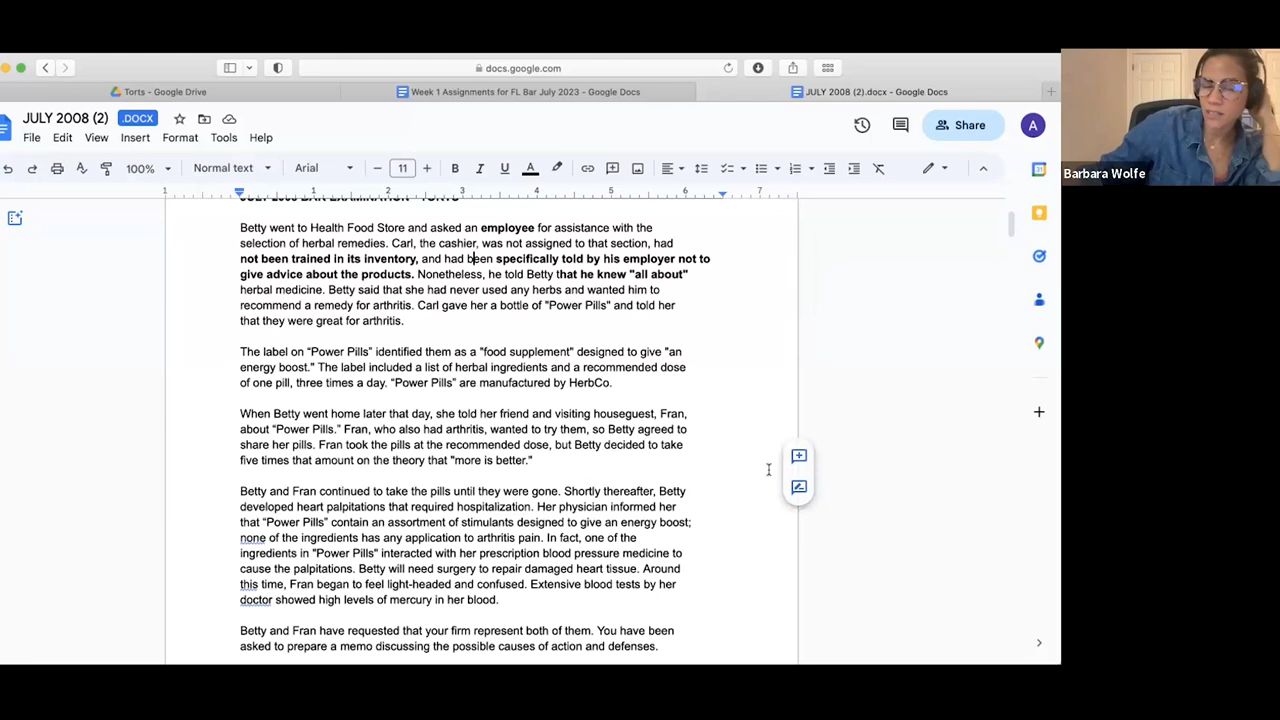 docs.google.com
Torts - Google Drive
Week 1 Assignments for FL Bar July 2023 - Google Docs
JULY 2008 (2).docx - Google Docs
JULY 2008 (2) .DOCX
File Edit View Insert Format Tools Help
Share
A
100% Normal text Arial 11 B I U A
1 1 2 3 4 5 6 7
Betty went to Health Food Store and asked an employee for assistance with the
selection of herbal remedies. Carl, the cashier, was not assigned to that section, had
not been trained in its inventory, and had been specifically told by his employer not to
give advice about the products. Nonetheless, he told Betty that he knew "all about"
herbal medicine. Betty said that she had never used any herbs and wanted him to
recommend a remedy for arthritis. Carl gave her a bottle of "Power Pills" and told her
that they were great for arthritis.
The label on “Power Pills” identified them as a "food supplement" designed to give "an
energy boost." The label included a list of herbal ingredients and a recommended dose
of one pill, three times a day. “Power Pills” are manufactured by HerbCo.
When Betty went home later that day, she told her friend and visiting houseguest, Fran,
about “Power Pills.” Fran, who also had arthritis, wanted to try them, so Betty agreed to
share her pills. Fran took the pills at the recommended dose, but Betty decided to take
five times that amount on the theory that "more is better."
Betty and Fran continued to take the pills until they were gone. Shortly thereafter, Betty
developed heart palpitations that required hospitalization. Her physician informed her
that “Power Pills” contain an assortment of stimulants designed to give an energy boost;
none of the ingredients has any application to arthritis pain. In fact, one of the
ingredients in "Power Pills" interacted with her prescription blood pressure medicine to
cause the palpitations. Betty will need surgery to repair damaged heart tissue. Around
this time, Fran began to feel light-headed and confused. Extensive blood tests by her
doctor showed high levels of mercury in her blood.
Betty and Fran have requested that your firm represent both of them. You have been
asked to prepare a memo discussing the possible causes of action and defenses.
Barbara Wolfe